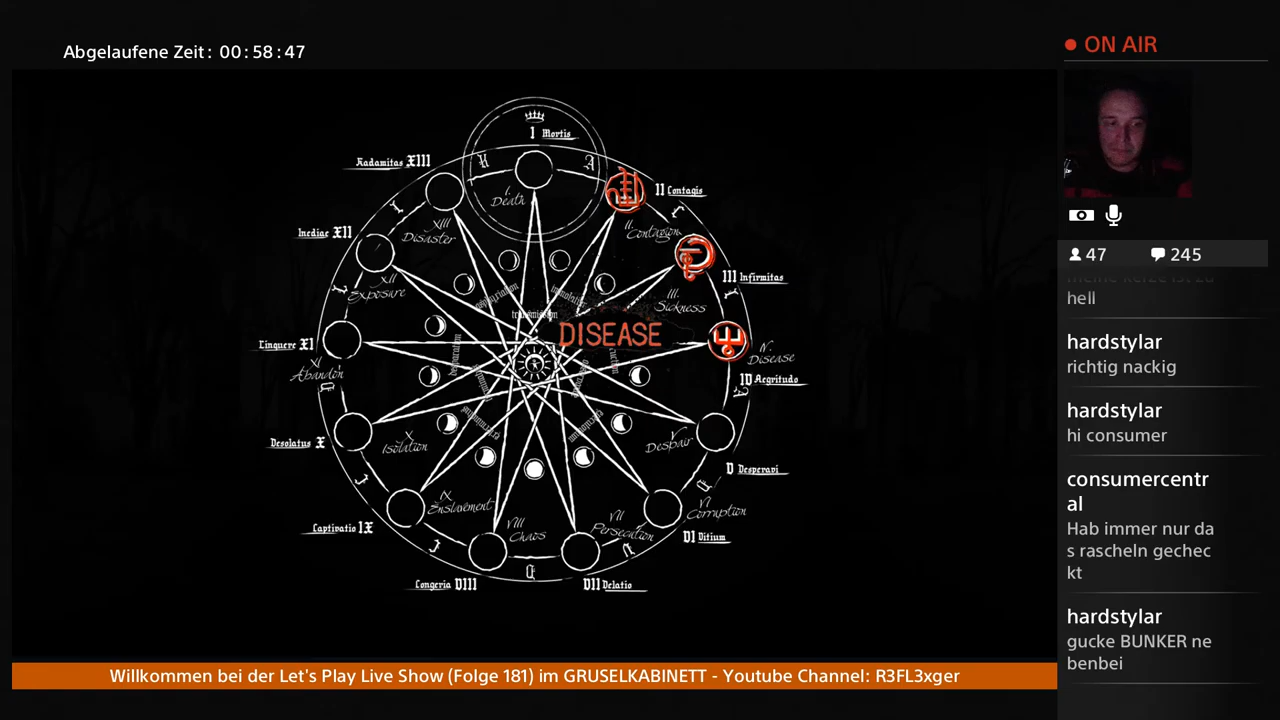 Abgelaufene Zeit: 00:58:47
ON AIR
47
245
hell
hardstylar
richtig nackig
hardstylar
hi consumer
consumercentr
al
Hab immer nur da
s rascheln gechec
kt
hardstylar
gucke BUNKER ne
benbei
I Mortis
I. Death
II Contagis
II. Contagion
III Infirmitas
III. Sickness
DISEASE
IV. Disease
IV Aegritudo
V. Despair
V Desperavi
VI Corruption
VI Vitium
VII Persecution
VII Delatio
VIII Chaos
Congeria VIII
IX Enslavement
Captivatio IX
X Isolation
Desolatus X
XI Abandon
Linquere XI
XII Exposure
Inediae XII
XIII Disaster
Kadamitas XIII
Willkommen bei der Let's Play Live Show (Folge 181) im GRUSELKABINETT - Youtube Channel: R3FL3xger